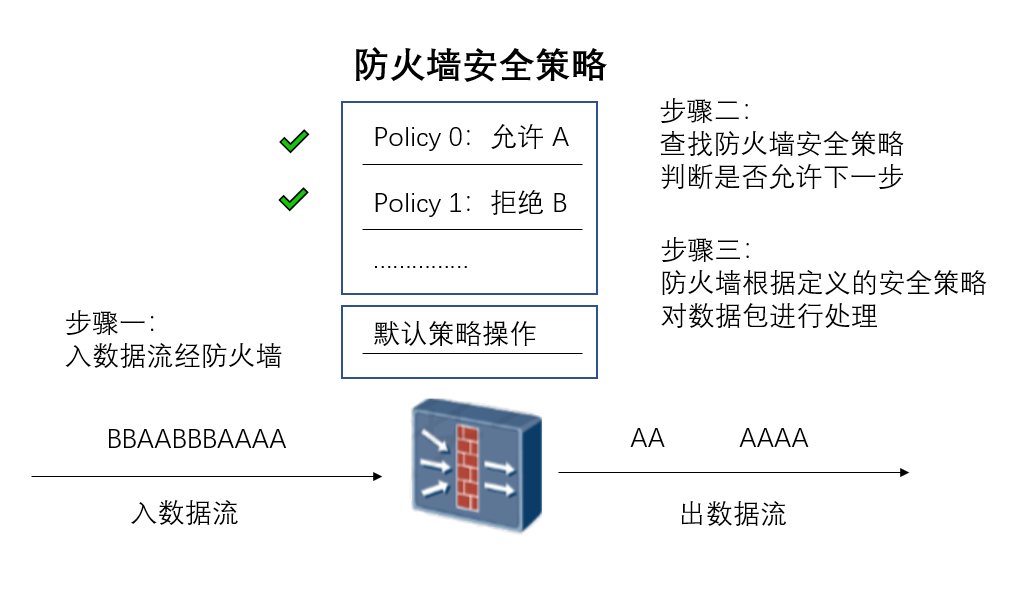 防火墙安全策略
Policy 0：允许 A
Policy 1：拒绝 B
...............
默认策略操作
步骤一：
入数据流经防火墙
步骤二：
查找防火墙安全策略
判断是否允许下一步
步骤三：
防火墙根据定义的安全策略
对数据包进行处理
BBAABBBAAAA
入数据流
AA AAAA
出数据流